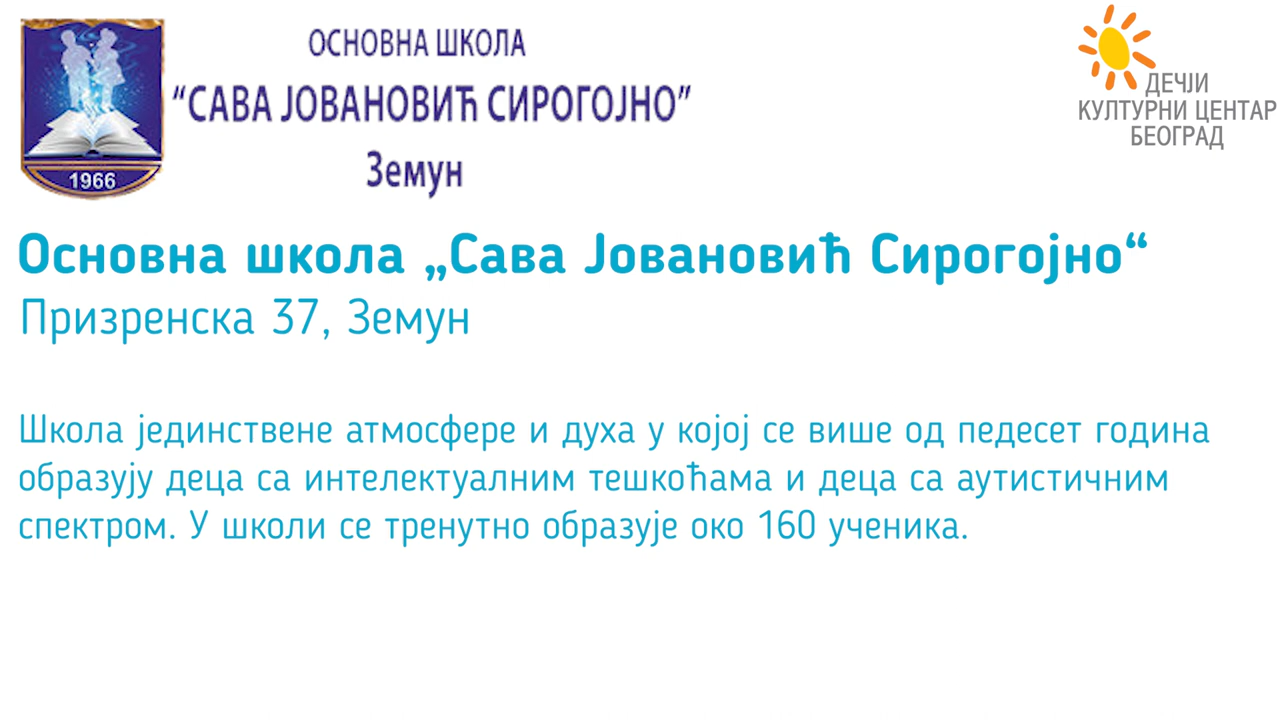 ОСНОВНА ШКОЛА
“САВА ЈОВАНОВИЋ СИРОГОЈНО”
Земун
1966
ДЕЧЈИ
КУЛТУРНИ ЦЕНТАР
БЕОГРАД
Основна школа „Сава Јовановић Сирогојно“
Призренска 37, Земун
Школа јединствене атмосфере и духа у којој се више од педесет година
образују деца са интелектуалним тешкоћама и деца са аутистичним
спектром. У школи се тренутно образује око 160 ученика.